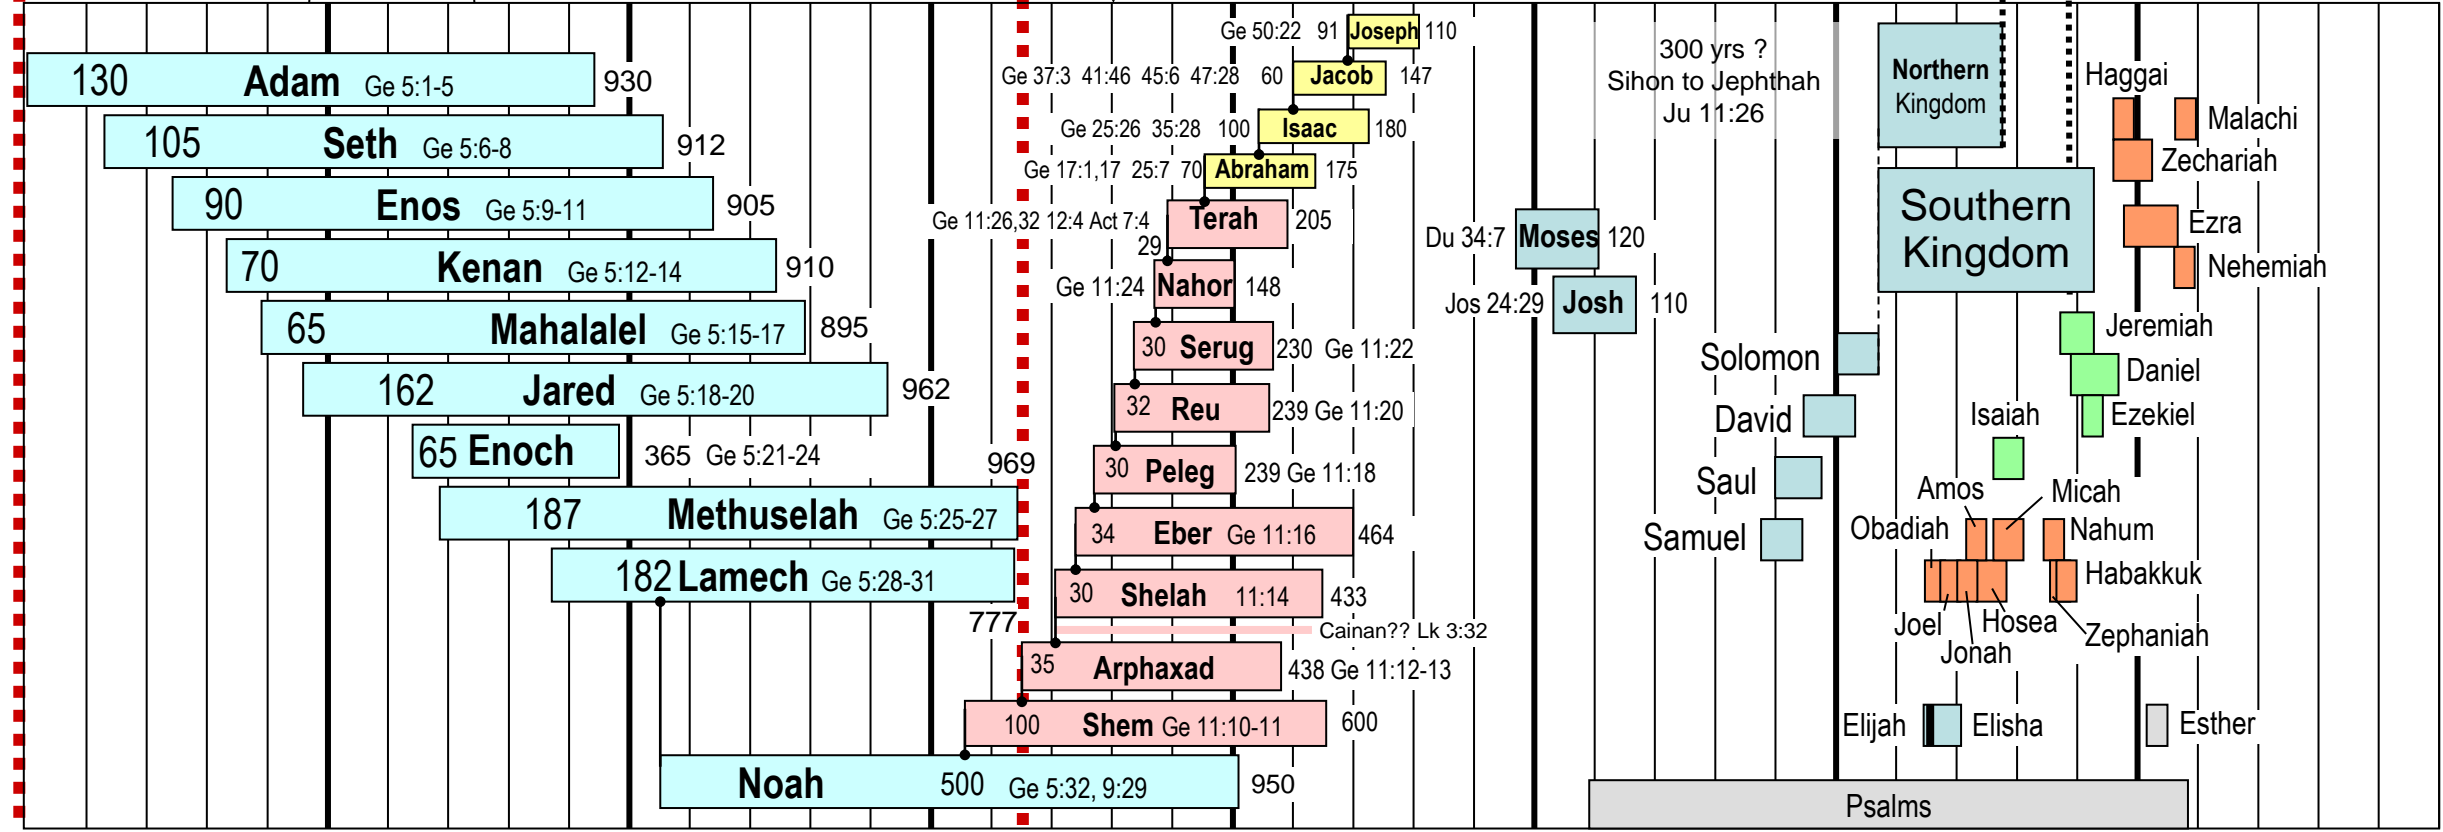 130 Adam Ge 5:1-5 930
105 Seth Ge 5:6-8 912
90 Enos Ge 5:9-11 905
70 Kenan Ge 5:12-14 910
65 Mahalalel Ge 5:15-17 895
162 Jared Ge 5:18-20 962
65 Enoch 365 Ge 5:21-24
969
187 Methuselah Ge 5:25-27
182 Lamech Ge 5:28-31
777
Noah 500 Ge 5:32, 9:29 950
Ge 50:22 91 Joseph 110
Ge 37:3 41:46 45:6 47:28 60 Jacob 147
Ge 25:26 35:28 100 Isaac 180
Ge 17:1,17 25:7 70 Abraham 175
Ge 11:26,32 12:4 Act 7:4 Terah 205
29
Ge 11:24 Nahor 148
30 Serug 230 Ge 11:22
32 Reu 239 Ge 11:20
30 Peleg 239 Ge 11:18
34 Eber Ge 11:16 464
30 Shelah 11:14 433
Cainan?? Lk 3:32
35 Arphaxad 438 Ge 11:12-13
100 Shem Ge 11:10-11 600
Du 34:7 Moses 120
Jos 24:29 Josh 110
300 yrs ?
Sihon to Jephthah
Ju 11:26
Northern
Kingdom
Southern
Kingdom
Solomon
David
Saul
Samuel
Haggai
Malachi
Zechariah
Ezra
Nehemiah
Jeremiah
Daniel
Isaiah
Ezekiel
Amos
Micah
Obadiah
Nahum
Habakkuk
Joel
Hosea
Zephaniah
Jonah
Elijah
Elisha
Esther
Psalms